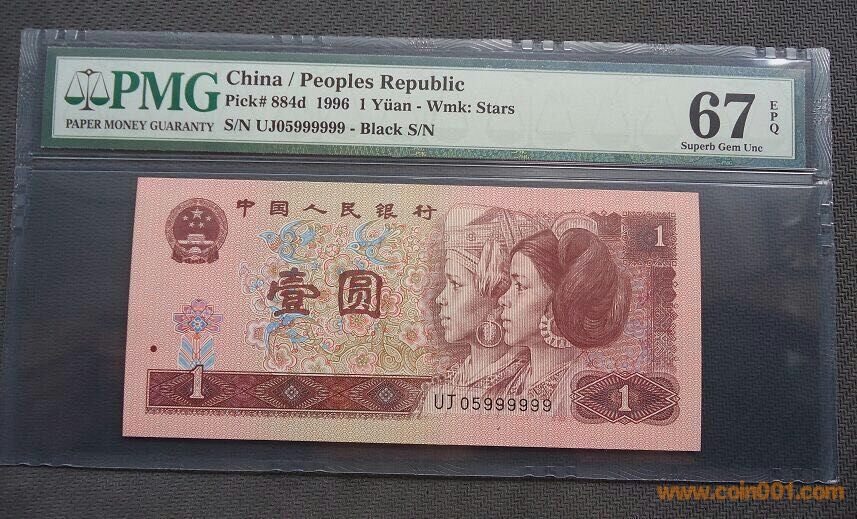 PMG
PAPER MONEY GUARANTY
China / Peoples Republic
Pick# 884d 1996 1 Yüan - Wmk: Stars
S/N UJ05999999 - Black S/N
67
EPQ
Superb Gem Unc
中国人民银行
1
壹圆
1
UJ05999999
1
www.coin001.com